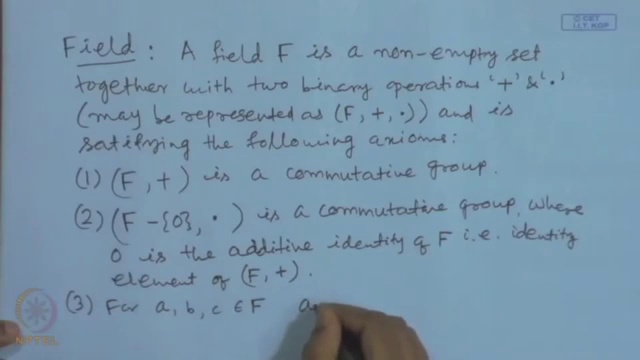 © CET
I.I.T. KGP
Field : A field F is a non-empty set
together with two binary operations '+' & '.'
(may be represented as (F, +, .)) and is
satisfying the following axioms:
(1) (F, +) is a commutative group.
(2) (F - {0}, .) is a commutative group, where
0 is the additive identity of F i.e. identity
element of (F, +).
(3) For a, b, c ∈ F a
NPTEL